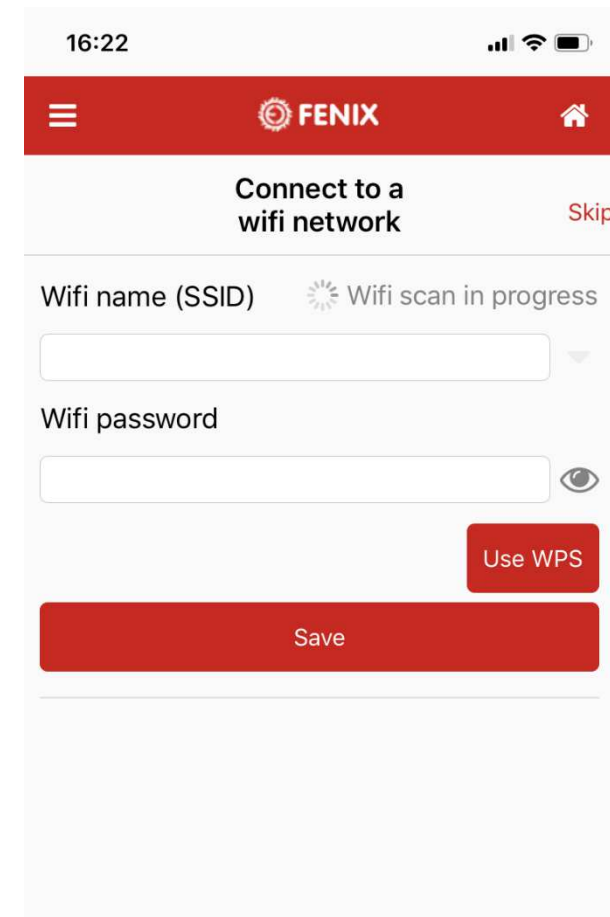 16:22
FENIX
Connect to a
wifi network
Skip
Wifi name (SSID)
Wifi scan in progress
Wifi password
Use WPS
Save